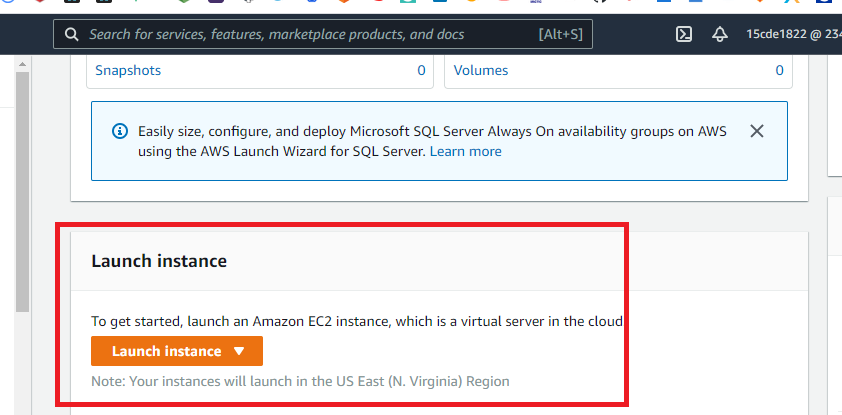 Search for services, features, marketplace products, and docs [Alt+S] 15cde1822 @ 234
Snapshots 0 Volumes 0
Easily size, configure, and deploy Microsoft SQL Server Always On availability groups on AWS
using the AWS Launch Wizard for SQL Server. Learn more
Launch instance
To get started, launch an Amazon EC2 instance, which is a virtual server in the cloud
Launch instance
Note: Your instances will launch in the US East (N. Virginia) Region